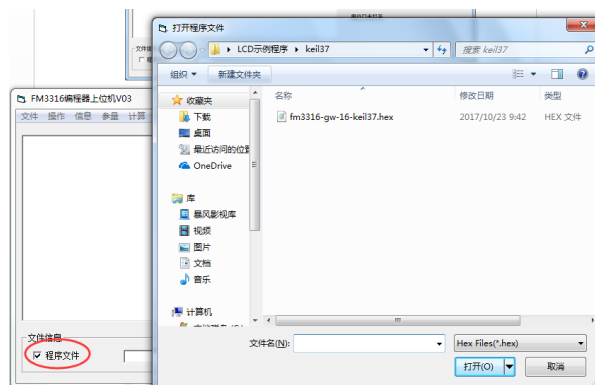 打开程序文件
LCD示例程序 ▸ keil37
搜索 keil37
组织 新建文件夹
收藏夹
下载
桌面
最近访问的位置
OneDrive
库
暴风影视库
视频
图片
文档
音乐
计算机
名称 修改日期 类型
fm3316-gw-16-keil37.hex 2017/10/23 9:42 HEX 文件
文件名(N): Hex Files(*.hex)
打开(O) 取消
FM3316编程器上位机V03
文件 操作 信息 参量 计算
文件信息
程序文件